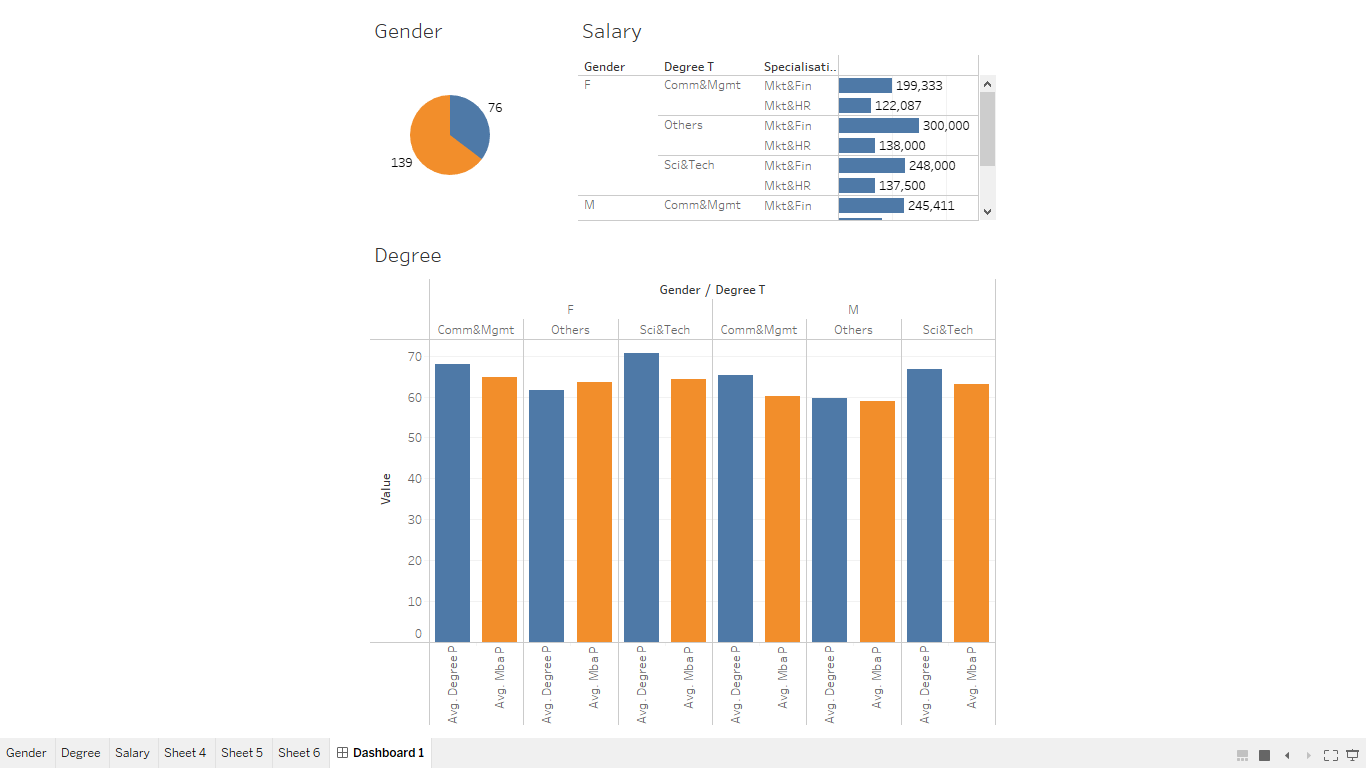 Gender
76
139
Salary
Gender Degree T Specialisati..
F Comm&Mgmt Mkt&Fin 199,333
Mkt&HR 122,087
Others Mkt&Fin 300,000
Mkt&HR 138,000
Sci&Tech Mkt&Fin 248,000
Mkt&HR 137,500
M Comm&Mgmt Mkt&Fin 245,411
Degree
Gender / Degree T
F M
Comm&Mgmt Others Sci&Tech Comm&Mgmt Others Sci&Tech
70
60
50
40
30
20
10
0
Value
Avg. Degree P
Avg. Mba P
Avg. Degree P
Avg. Mba P
Avg. Degree P
Avg. Mba P
Avg. Degree P
Avg. Mba P
Avg. Degree P
Avg. Mba P
Avg. Degree P
Avg. Mba P
Gender Degree Salary Sheet 4 Sheet 5 Sheet 6 Dashboard 1